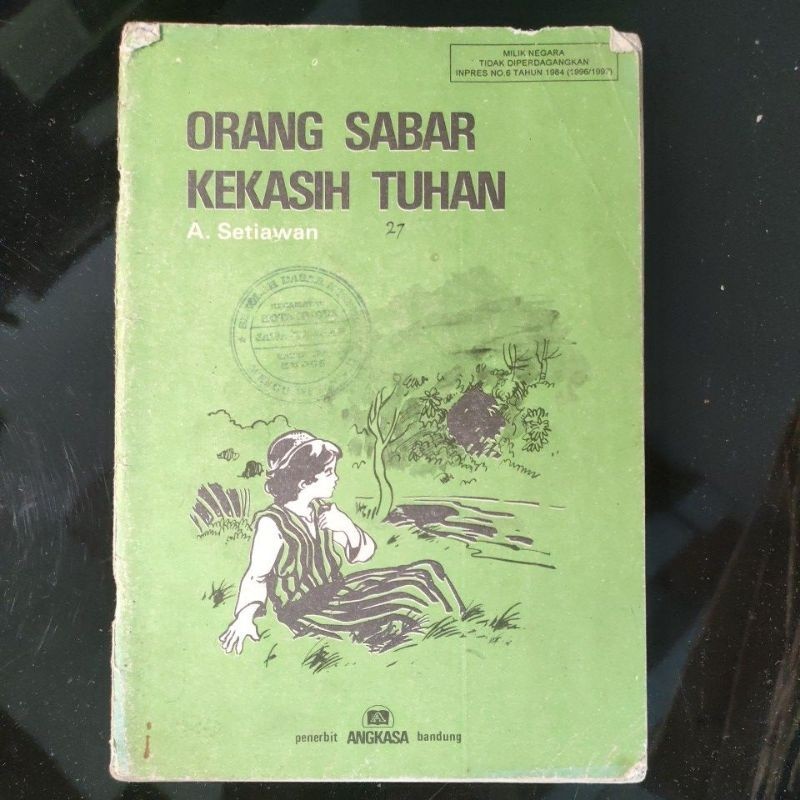 MILIK NEGARA
TIDAK DIPERDAGANGKAN
INPRES NO.6 TAHUN 1984 (1996/1997)
ORANG SABAR
KEKASIH TUHAN
A. Setiawan
27
penerbit ANGKASA bandung